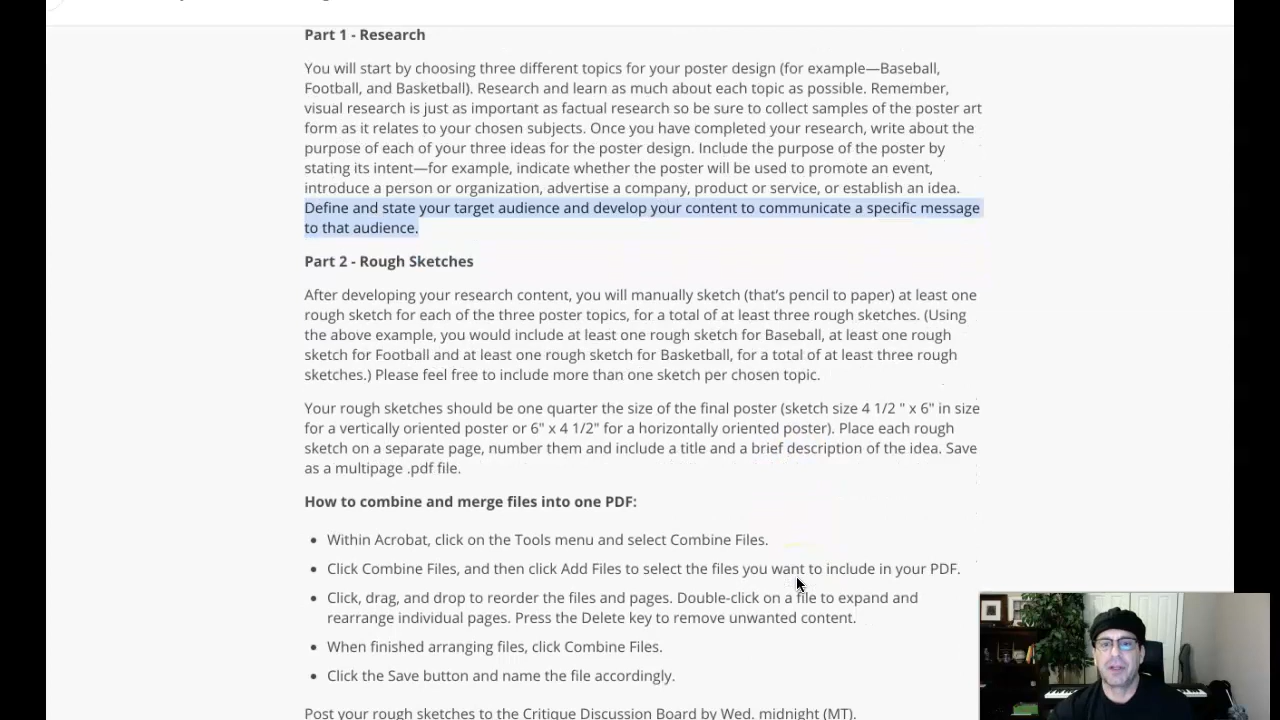 Part 1 - Research
You will start by choosing three different topics for your poster design (for example—Baseball,
Football, and Basketball). Research and learn as much about each topic as possible. Remember,
visual research is just as important as factual research so be sure to collect samples of the poster art
form as it relates to your chosen subjects. Once you have completed your research, write about the
purpose of each of your three ideas for the poster design. Include the purpose of the poster by
stating its intent—for example, indicate whether the poster will be used to promote an event,
introduce a person or organization, advertise a company, product or service, or establish an idea.
Define and state your target audience and develop your content to communicate a specific message
to that audience.
Part 2 - Rough Sketches
After developing your research content, you will manually sketch (that’s pencil to paper) at least one
rough sketch for each of the three poster topics, for a total of at least three rough sketches. (Using
the above example, you would include at least one rough sketch for Baseball, at least one rough
sketch for Football and at least one rough sketch for Basketball, for a total of at least three rough
sketches.) Please feel free to include more than one sketch per chosen topic.
Your rough sketches should be one quarter the size of the final poster (sketch size 4 1/2 " x 6" in size
for a vertically oriented poster or 6" x 4 1/2" for a horizontally oriented poster). Place each rough
sketch on a separate page, number them and include a title and a brief description of the idea. Save
as a multipage .pdf file.
How to combine and merge files into one PDF:
• Within Acrobat, click on the Tools menu and select Combine Files.
• Click Combine Files, and then click Add Files to select the files you want to include in your PDF.
• Click, drag, and drop to reorder the files and pages. Double-click on a file to expand and
rearrange individual pages. Press the Delete key to remove unwanted content.
• When finished arranging files, click Combine Files.
• Click the Save button and name the file accordingly.
Post your rough sketches to the Critique Discussion Board by Wed. midnight (MT).